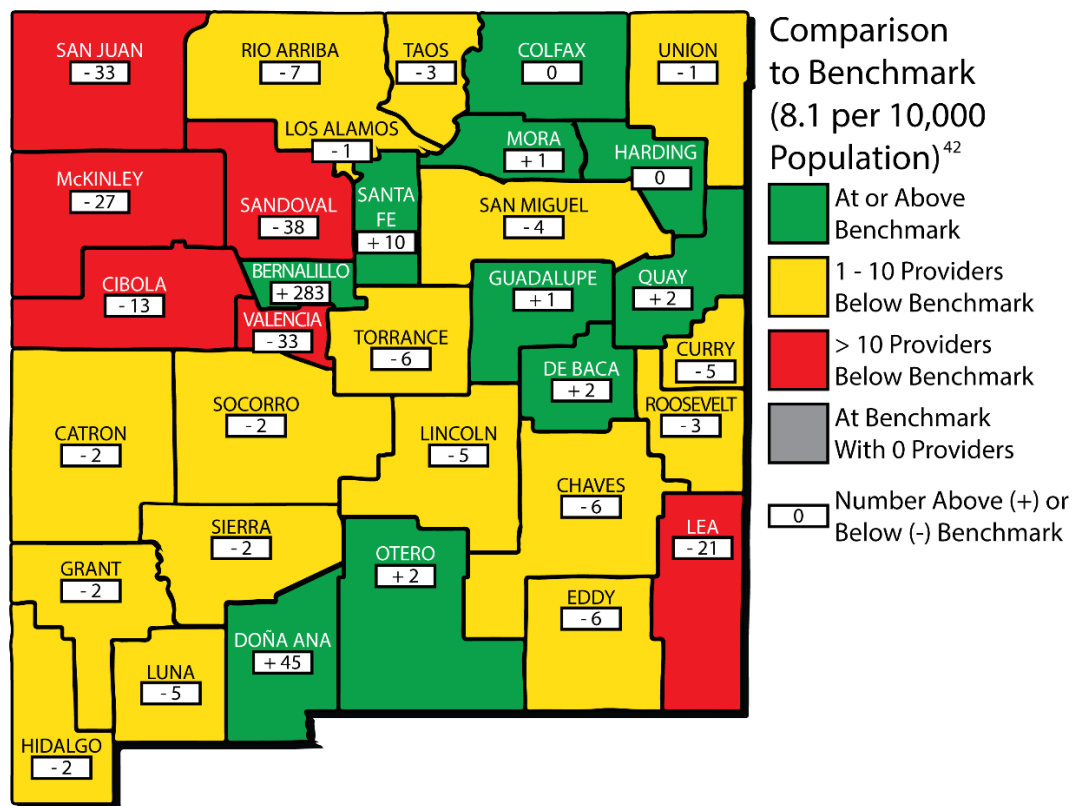 SAN JUAN
- 33
RIO ARRIBA
- 7
TAOS
- 3
COLFAX
0
UNION
- 1
LOS ALAMOS
- 1
MORA
+ 1
HARDING
0
McKINLEY
- 27
SANDOVAL
- 38
SANTA
FE
+ 10
SAN MIGUEL
- 4
CIBOLA
- 13
BERNALILLO
+ 283
VALENCIA
- 33
TORRANCE
- 6
GUADALUPE
+ 1
QUAY
+ 2
DE BACA
+ 2
CURRY
- 5
ROOSEVELT
- 3
CATRON
- 2
SOCORRO
- 2
LINCOLN
- 5
CHAVES
- 6
LEA
- 21
SIERRA
- 2
OTERO
+ 2
GRANT
- 2
EDDY
- 6
DOÑA ANA
+ 45
LUNA
- 5
HIDALGO
- 2
Comparison
to Benchmark
(8.1 per 10,000
Population)⁴²
At or Above
Benchmark
1 - 10 Providers
Below Benchmark
> 10 Providers
Below Benchmark
At Benchmark
With 0 Providers
0
Number Above (+) or
Below (-) Benchmark